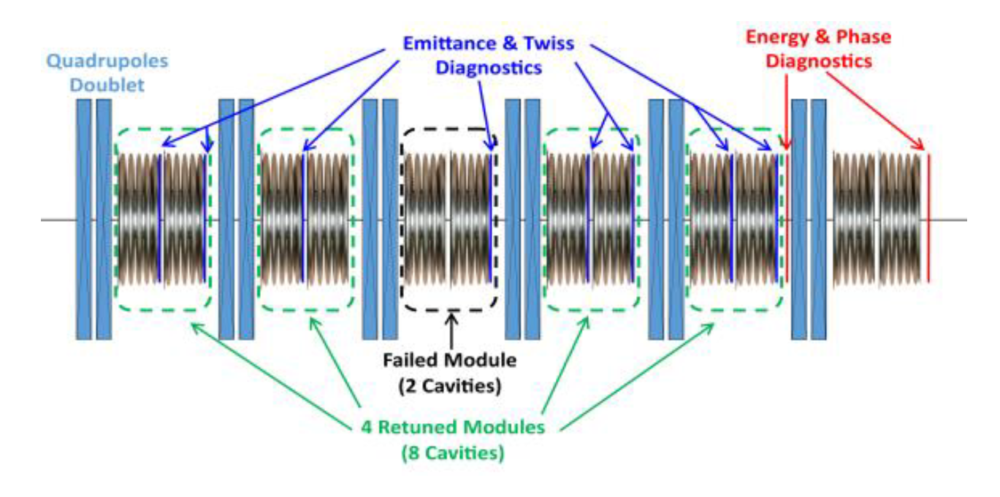 Quadrupoles
Doublet
Emittance & Twiss
Diagnostics
Energy & Phase
Diagnostics
Failed Module
(2 Cavities)
4 Retuned Modules
(8 Cavities)